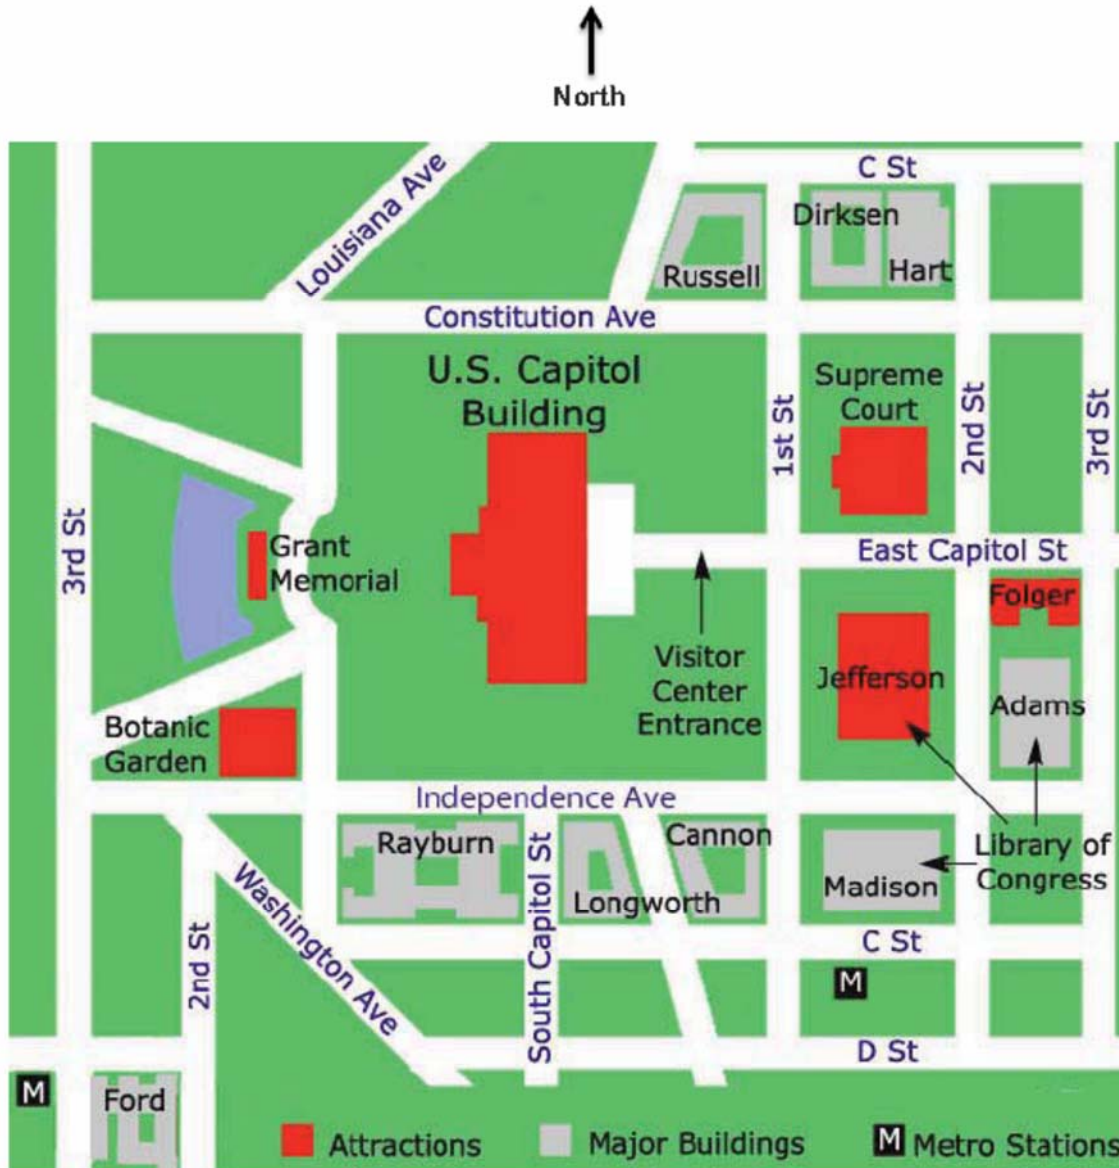 North
C St
Louisiana Ave
Dirksen
Russell
Hart
Constitution Ave
U.S. Capitol
Building
Supreme
Court
1st St
2nd St
3rd St
3rd St
Grant
Memorial
East Capitol St
Folger
Visitor
Center
Entrance
Jefferson
Adams
Botanic
Garden
Independence Ave
Rayburn
Cannon
Longworth
Madison
Library of
Congress
South Capitol St
Washington Ave
2nd St
C St
M
D St
M
Ford
Attractions
Major Buildings
M Metro Stations